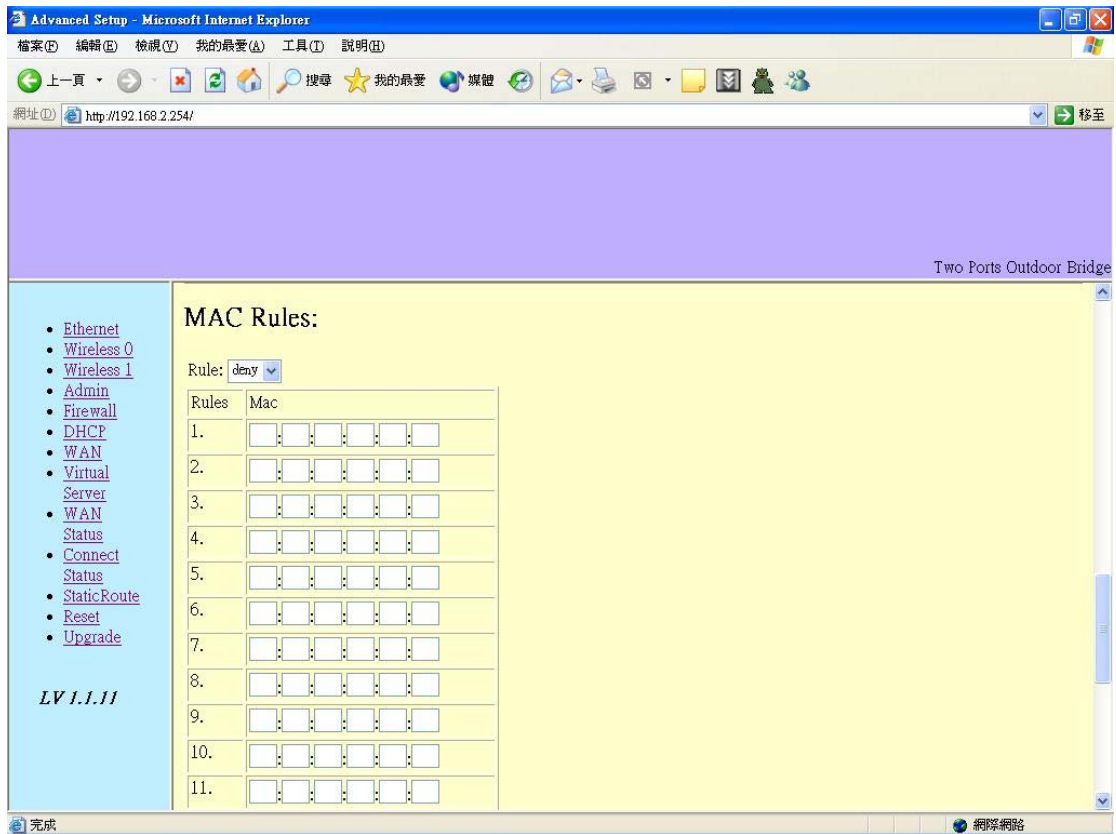 Advanced Setup - Microsoft Internet Explorer
檔案(F) 編輯(E) 檢視(V) 我的最愛(A) 工具(T) 說明(H)
上一頁 搜尋 我的最愛 媒體
網址(D) http://192.168.2.254/ 移至
Two Ports Outdoor Bridge
Ethernet
Wireless 0
Wireless 1
Admin
Firewall
DHCP
WAN
Virtual
Server
WAN
Status
Connect
Status
StaticRoute
Reset
Upgrade
LV 1.1.11
MAC Rules:
Rule: deny
Rules Mac
1. : : : : :
2. : : : : :
3. : : : : :
4. : : : : :
5. : : : : :
6. : : : : :
7. : : : : :
8. : : : : :
9. : : : : :
10. : : : : :
11. : : : : :
完成 網際網路